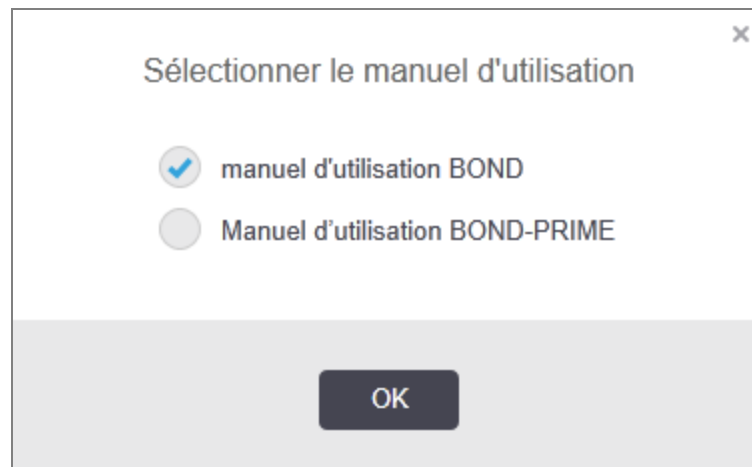 ×
Sélectionner le manuel d'utilisation
manuel d'utilisation BOND
Manuel d’utilisation BOND-PRIME
OK